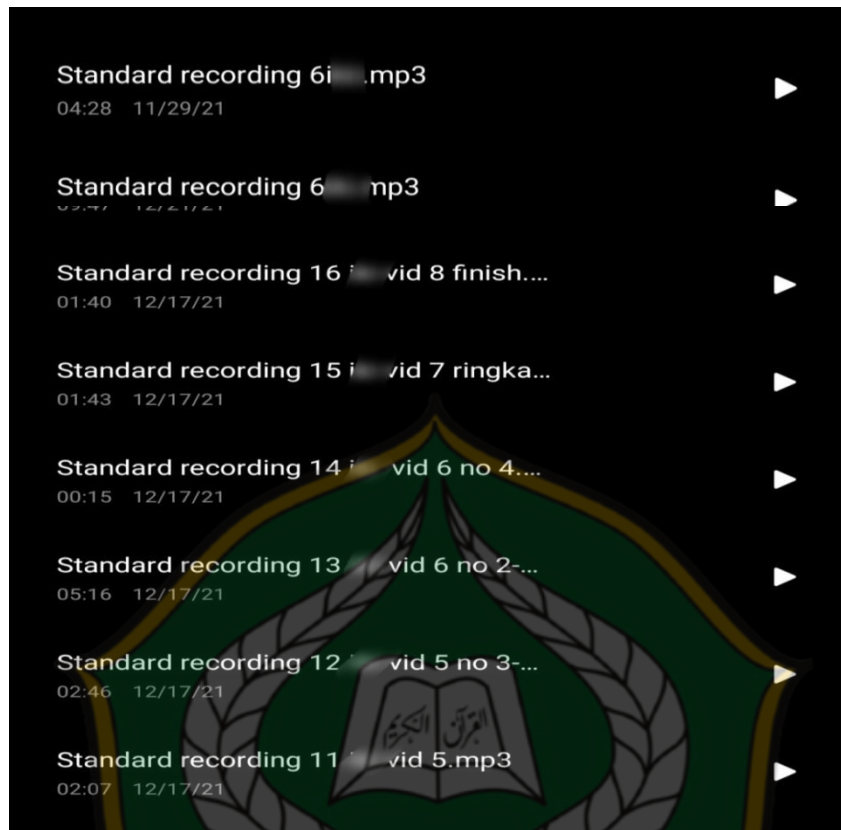 Standard recording 6i .mp3
04:28 11/29/21
Standard recording 6 mp3
Standard recording 16 vid 8 finish....
01:40 12/17/21
Standard recording 15 vid 7 ringka...
01:43 12/17/21
Standard recording 14 vid 6 no 4....
00:15 12/17/21
Standard recording 13 vid 6 no 2-...
05:16 12/17/21
Standard recording 12 vid 5 no 3-...
02:46 12/17/21
Standard recording 11 vid 5.mp3
02:07 12/17/21
القرآن الكريم